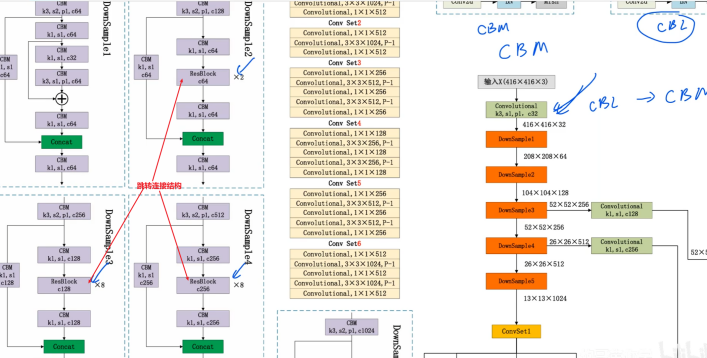 CBM
k3,s2,p1,c64
CBM
k1,s1,c64
CBM
k1,s1,c32
CBM
k3,s1,p1,c64
CBM
k1,s1,c64
Concat
CBM
k1,s1,c64
DownSample1
CBM
k3,s2,p1,c128
CBM
k1,s1,c64
CBM
k1,s1
c64
ResBlock
c64
×2
CBM
k1,s1,c64
Concat
CBM
k1,s1,c64
DownSample2
跳转连接结构
CBM
k3,s2,p1,c256
CBM
k1,s1,c128
CBM
k1,s1
c128
ResBlock
c128
×8
CBM
k1,s1,c128
Concat
DownSample3
CBM
k3,s2,p1,c512
CBM
k1,s1,c256
CBM
k1,s1
c256
ResBlock
c256
×8
CBM
k1,s1,c256
Concat
DownSample4
Convolutional,3×3×1024,P-1
Convolutional,1×1×512
Conv Set2
Convolutional,1×1×512
Convolutional,3×3×1024,P-1
Convolutional,1×1×512
Conv Set3
Convolutional,1×1×256
Convolutional,3×3×512,P-1
Convolutional,1×1×256
Convolutional,3×3×512,P-1
Convolutional,1×1×256
Conv Set4
Convolutional,1×1×128
Convolutional,3×3×256,P-1
Convolutional,1×1×128
Convolutional,3×3×256,P-1
Convolutional,1×1×128
Conv Set5
Convolutional,1×1×256
Convolutional,3×3×512,P-1
Convolutional,1×1×256
Convolutional,3×3×512,P-1
Convolutional,1×1×256
Conv Set6
Convolutional,1×1×512
Convolutional,3×3×1024,P-1
Convolutional,1×1×512
Convolutional,3×3×1024,P-1
Convolutional,1×1×512
CBM
k3,s2,p1,c1024
CBM
CBL
CBM
CBL → CBM
输入X(416×416×3)
Convolutional
k3,s1,p1, c32
416×416×32
DownSample1
208×208×64
DownSample2
104×104×128
DownSample3
52×52×256
Convolutional
k1,s1,c128
52×52×256
DownSample4
26×26×512
Convolutional
k1,s1,c256
26×26×512
DownSample5
13×13×1024
ConvSet1